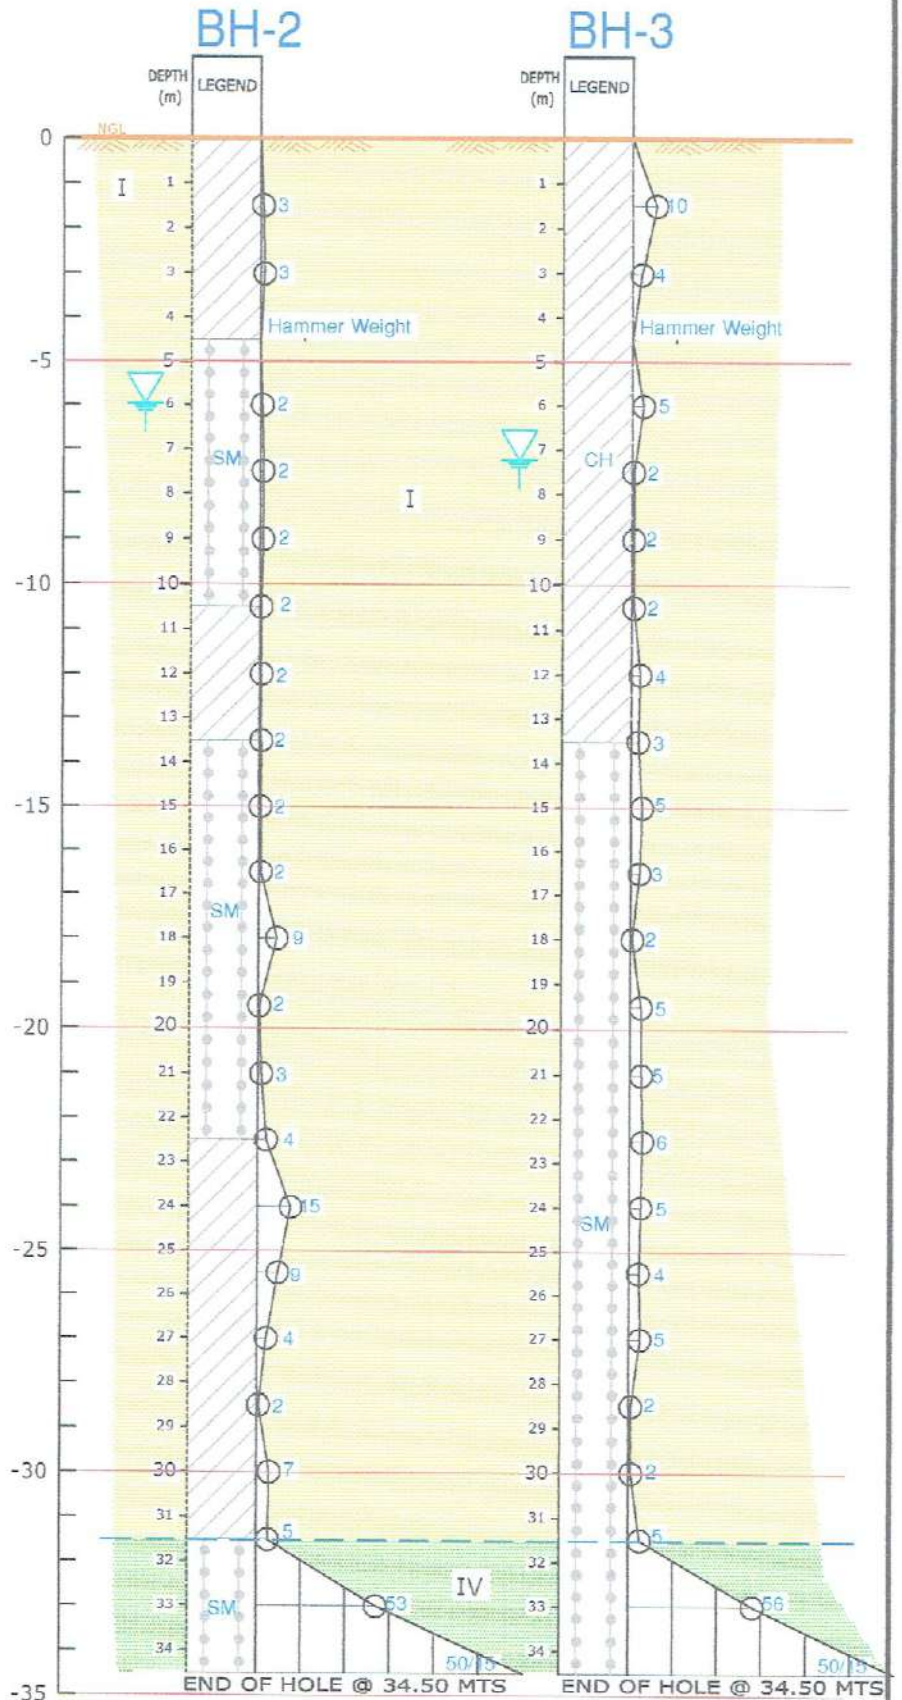 BH-2 BH-3
DEPTH (m) LEGEND DEPTH (m) LEGEND
0 NGL
I 1 1
3 10
2 2
3 3 3 4
4 Hammer Weight 4 Hammer Weight
-5 5 5
6 2 6 5
7 7
SM 2 CH 2
8 I 8
9 2 9 2
-10 10 10
2 2
11 11
12 2 12 4
13 13
2 3
14 14
-15 15 2 15 5
16 16
2 3
17 17
SM
18 9 18 2
19 19
2 5
-20 20 20
21 3 21 5
22 22
4 6
23 23
24 15 24 5
SM
-25 25 25
9 4
26 26
27 4 27 5
28 28
2 2
29 29
-30 30 7 30 2
31 31
5 5
32 32
IV
33 SM 53 33 56
34 50/15 34 50/15
END OF HOLE @ 34.50 MTS END OF HOLE @ 34.50 MTS
-35